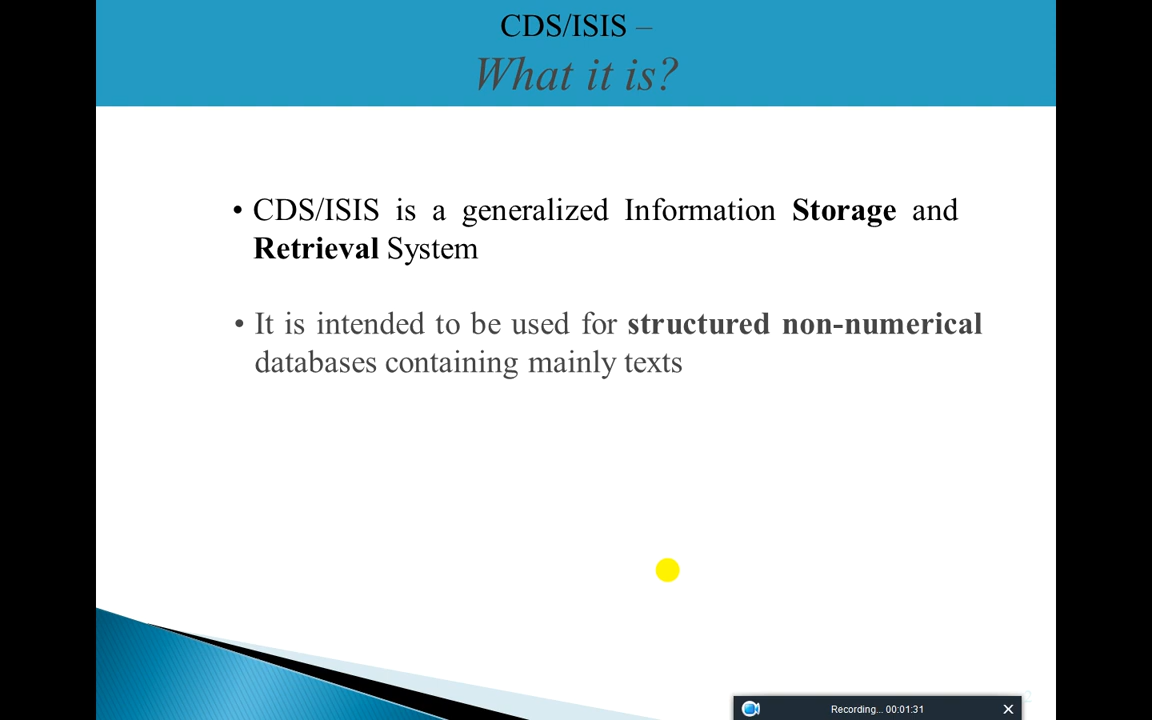 CDS/ISIS –
What it is?
• CDS/ISIS is a generalized Information Storage and
Retrieval System
• It is intended to be used for structured non-numerical
databases containing mainly texts
Recording... 00:01:31